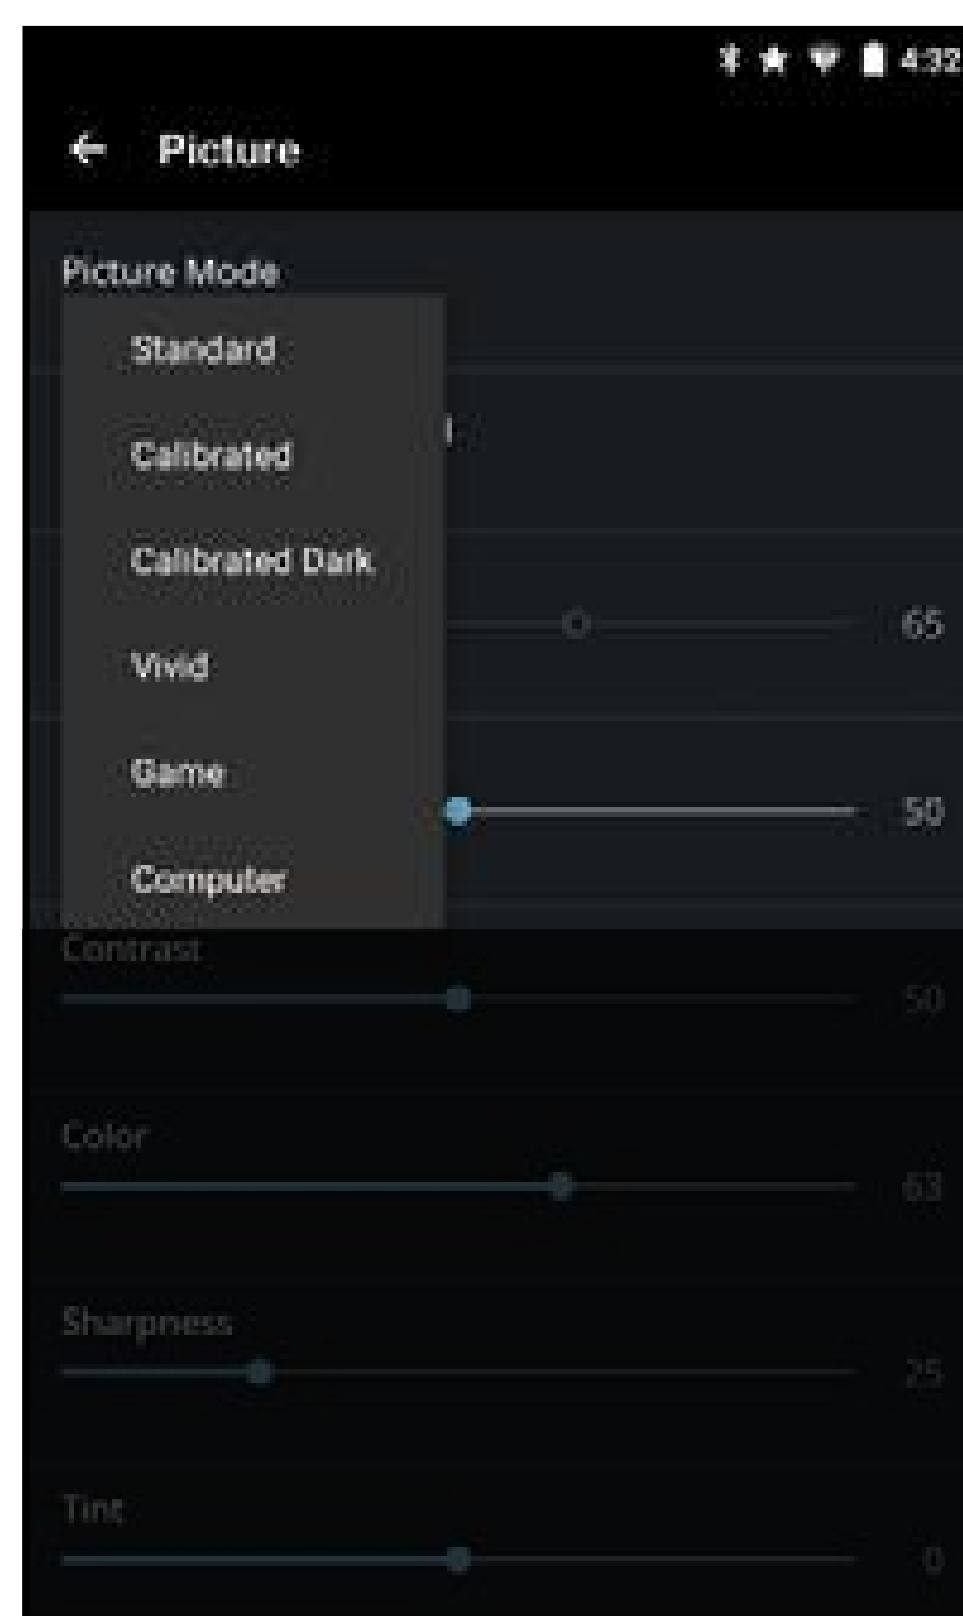 4:32
Picture
Picture Mode
Standard
Calibrated
Calibrated Dark
65
Vivid
Game
50
Computer
Contrast
50
Color
63
Sharpness
25
Tint
0